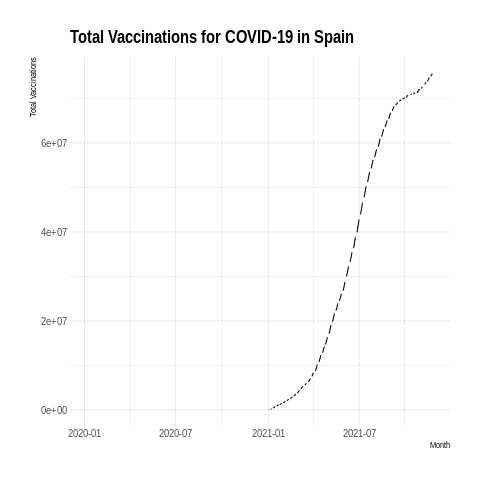 Total Vaccinations for COVID-19 in Spain
Total Vaccinations
6e+07
4e+07
2e+07
0e+00
2020-01 2020-07 2021-01 2021-07
Month